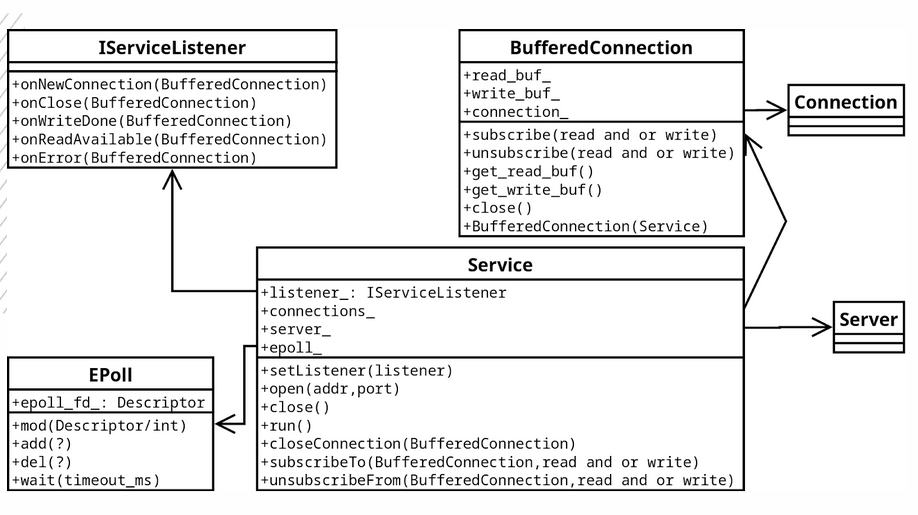 IServiceListener
+onNewConnection(BufferedConnection)
+onClose(BufferedConnection)
+onWriteDone(BufferedConnection)
+onReadAvailable(BufferedConnection)
+onError(BufferedConnection)
BufferedConnection
+read_buf_
+write_buf_
+connection_
+subscribe(read and or write)
+unsubscribe(read and or write)
+get_read_buf()
+get_write_buf()
+close()
+BufferedConnection(Service)
Connection
Service
+listener_: IServiceListener
+connections_
+server_
+epoll_
+setListener(listener)
+open(addr,port)
+close()
+run()
+closeConnection(BufferedConnection)
+subscribeTo(BufferedConnection,read and or write)
+unsubscribeFrom(BufferedConnection,read and or write)
Server
EPoll
+epoll_fd_: Descriptor
+mod(Descriptor/int)
+add(?)
+del(?)
+wait(timeout_ms)